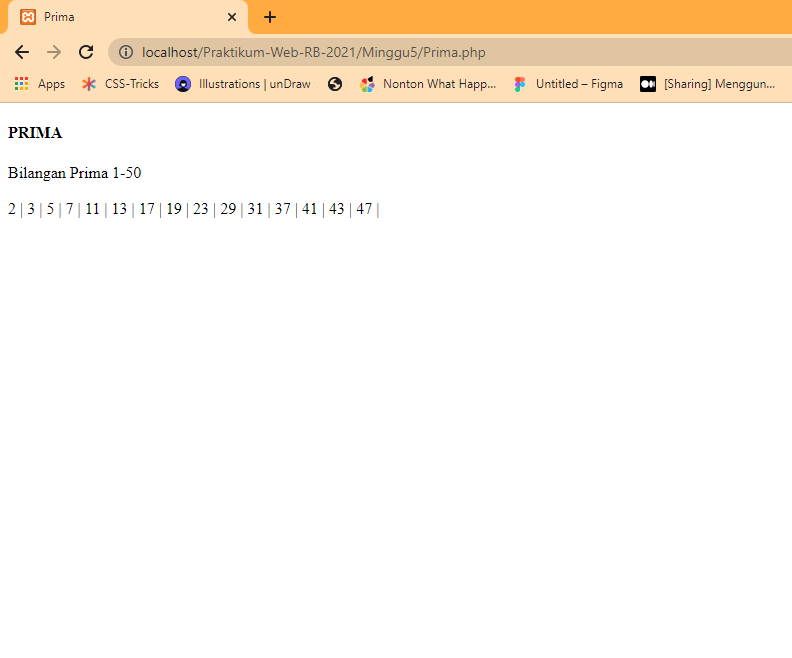 Prima
localhost/Praktikum-Web-RB-2021/Minggu5/Prima.php
Apps CSS-Tricks Illustrations | unDraw Nonton What Happ... Untitled – Figma [Sharing] Menggun...
PRIMA
Bilangan Prima 1-50
2 | 3 | 5 | 7 | 11 | 13 | 17 | 19 | 23 | 29 | 31 | 37 | 41 | 43 | 47 |